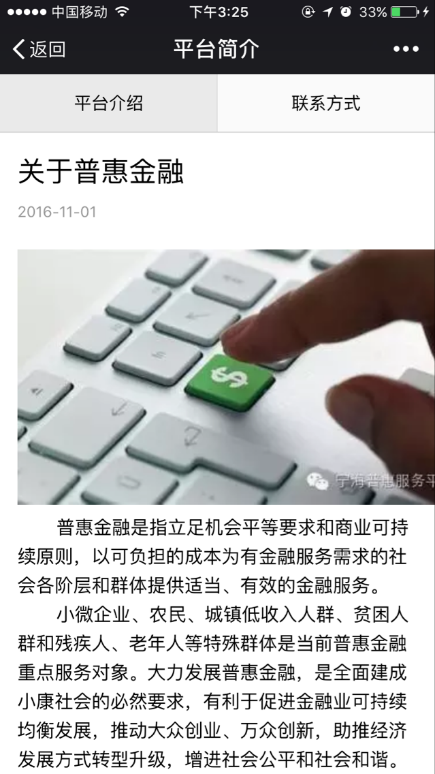 中国移动 下午3:25 33%
返回 平台简介
平台介绍 联系方式
关于普惠金融
2016-11-01
$
宁海普惠服务平
普惠金融是指立足机会平等要求和商业可持
续原则，以可负担的成本为有金融服务需求的社
会各阶层和群体提供适当、有效的金融服务。
小微企业、农民、城镇低收入人群、贫困人
群和残疾人、老年人等特殊群体是当前普惠金融
重点服务对象。大力发展普惠金融，是全面建成
小康社会的必然要求，有利于促进金融业可持续
均衡发展，推动大众创业、万众创新，助推经济
发展方式转型升级，增进社会公平和社会和谐。